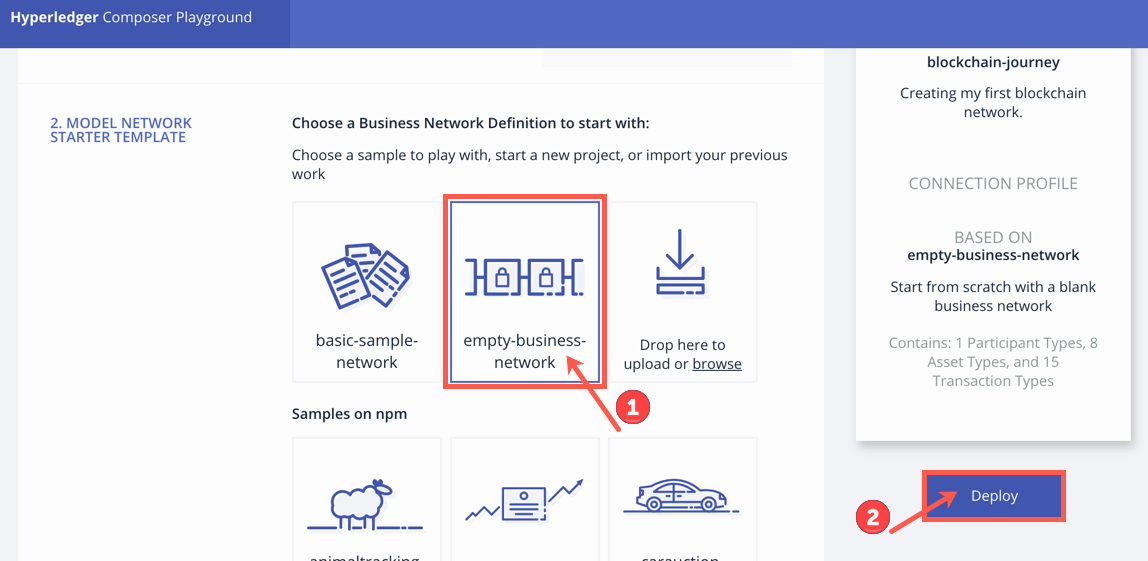 Hyperledger Composer Playground
2. MODEL NETWORK
STARTER TEMPLATE
Choose a Business Network Definition to start with:
Choose a sample to play with, start a new project, or import your previous
work
basic-sample-
network
empty-business-
network
Drop here to
upload or browse
1
Samples on npm
animaltracking
carauction
blockchain-journey
Creating my first blockchain
network.
CONNECTION PROFILE
BASED ON
empty-business-network
Start from scratch with a blank
business network
Contains: 1 Participant Types, 8
Asset Types, and 15
Transaction Types
2
Deploy